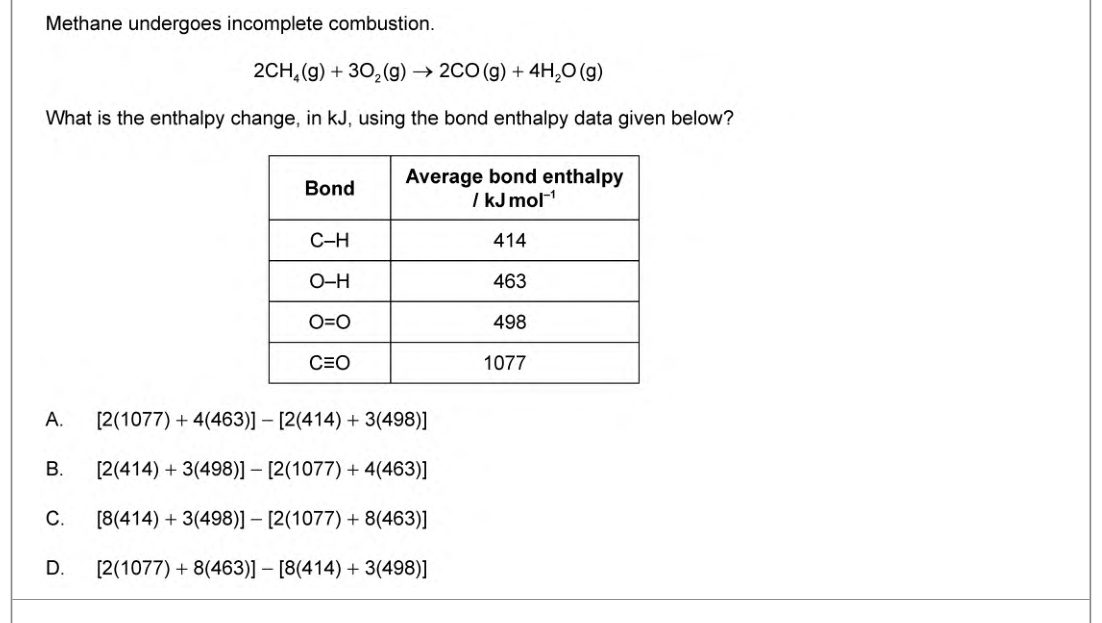 Methane undergoes incomplete combustion.
2CH₄(g) + 3O₂(g) → 2CO(g) + 4H₂O(g)
What is the enthalpy change, in kJ, using the bond enthalpy data given below?
Bond
Average bond enthalpy
/ kJ mol⁻¹
C–H 414
O–H 463
O=O 498
C≡O 1077
A. [2(1077) + 4(463)] – [2(414) + 3(498)]
B. [2(414) + 3(498)] – [2(1077) + 4(463)]
C. [8(414) + 3(498)] – [2(1077) + 8(463)]
D. [2(1077) + 8(463)] – [8(414) + 3(498)]